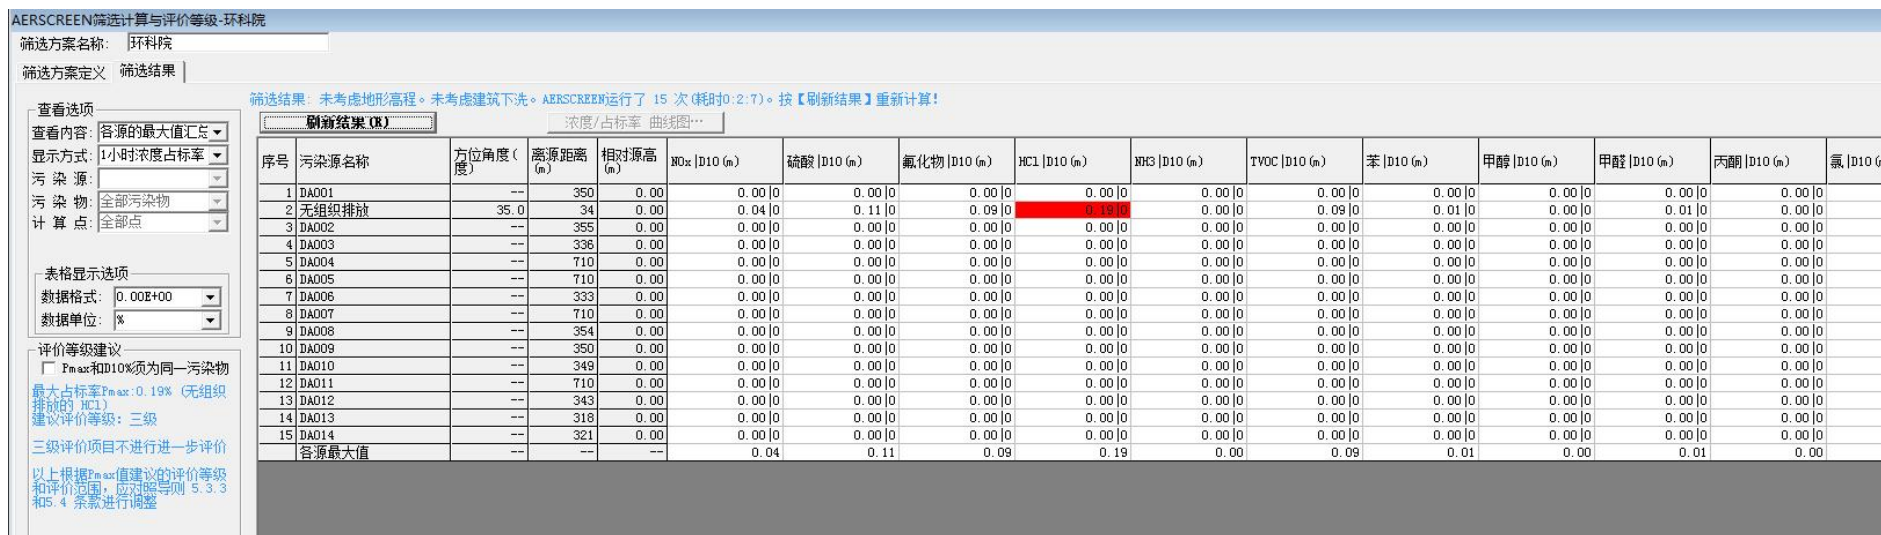 AERSCREEN筛选计算与评价等级-环科院
筛选方案名称: 环科院
筛选方案定义 筛选结果
筛选结果: 未考虑地形高程。未考虑建筑下洗。AERSCREEN运行了 15 次(耗时0:2:7)。按【刷新结果】重新计算!
刷新结果(R) 浓度/占标率 曲线图…
查看选项
查看内容: 各源的最大值汇总
显示方式: 1小时浓度占标率
污 染 源:
污 染 物: 全部污染物
计 算 点: 全部点
表格显示选项
数据格式: 0.00E+00
数据单位: %
评价等级建议
Pmax和D10%须为同一污染物
最大占标率Pmax:0.19% (无组织
排放的 HCl)
建议评价等级: 三级
三级评价项目不进行进一步评价
以上根据Pmax值建议的评价等级
和评价范围, 应对照导则 5.3.3
和5.4 条款进行调整
序号 污染源名称 方位角度(度) 离源距离(m) 相对源高(m) NOx|D10(m) 硫酸|D10(m) 氟化物|D10(m) HCl|D10(m) NH3|D10(m) TVOC|D10(m) 苯|D10(m) 甲醇|D10(m) 甲醛|D10(m) 丙酮|D10(m) 氯|D10(
1 DA001 -- 350 0.00 0.00|0 0.00|0 0.00|0 0.00|0 0.00|0 0.00|0 0.00|0 0.00|0 0.00|0 0.00|0
2 无组织排放 35.0 34 0.00 0.04|0 0.11|0 0.09|0 0.19|0 0.00|0 0.09|0 0.01|0 0.00|0 0.01|0 0.00|0
3 DA002 -- 355 0.00 0.00|0 0.00|0 0.00|0 0.00|0 0.00|0 0.00|0 0.00|0 0.00|0 0.00|0 0.00|0
4 DA003 -- 336 0.00 0.00|0 0.00|0 0.00|0 0.00|0 0.00|0 0.00|0 0.00|0 0.00|0 0.00|0 0.00|0
5 DA004 -- 710 0.00 0.00|0 0.00|0 0.00|0 0.00|0 0.00|0 0.00|0 0.00|0 0.00|0 0.00|0 0.00|0
6 DA005 -- 710 0.00 0.00|0 0.00|0 0.00|0 0.00|0 0.00|0 0.00|0 0.00|0 0.00|0 0.00|0 0.00|0
7 DA006 -- 333 0.00 0.00|0 0.00|0 0.00|0 0.00|0 0.00|0 0.00|0 0.00|0 0.00|0 0.00|0 0.00|0
8 DA007 -- 710 0.00 0.00|0 0.00|0 0.00|0 0.00|0 0.00|0 0.00|0 0.00|0 0.00|0 0.00|0 0.00|0
9 DA008 -- 354 0.00 0.00|0 0.00|0 0.00|0 0.00|0 0.00|0 0.00|0 0.00|0 0.00|0 0.00|0 0.00|0
10 DA009 -- 350 0.00 0.00|0 0.00|0 0.00|0 0.00|0 0.00|0 0.00|0 0.00|0 0.00|0 0.00|0 0.00|0
11 DA010 -- 349 0.00 0.00|0 0.00|0 0.00|0 0.00|0 0.00|0 0.00|0 0.00|0 0.00|0 0.00|0 0.00|0
12 DA011 -- 710 0.00 0.00|0 0.00|0 0.00|0 0.00|0 0.00|0 0.00|0 0.00|0 0.00|0 0.00|0 0.00|0
13 DA012 -- 343 0.00 0.00|0 0.00|0 0.00|0 0.00|0 0.00|0 0.00|0 0.00|0 0.00|0 0.00|0 0.00|0
14 DA013 -- 318 0.00 0.00|0 0.00|0 0.00|0 0.00|0 0.00|0 0.00|0 0.00|0 0.00|0 0.00|0 0.00|0
15 DA014 -- 321 0.00 0.00|0 0.00|0 0.00|0 0.00|0 0.00|0 0.00|0 0.00|0 0.00|0 0.00|0 0.00|0
各源最大值 -- -- -- 0.04 0.11 0.09 0.19 0.00 0.09 0.01 0.00 0.01 0.00